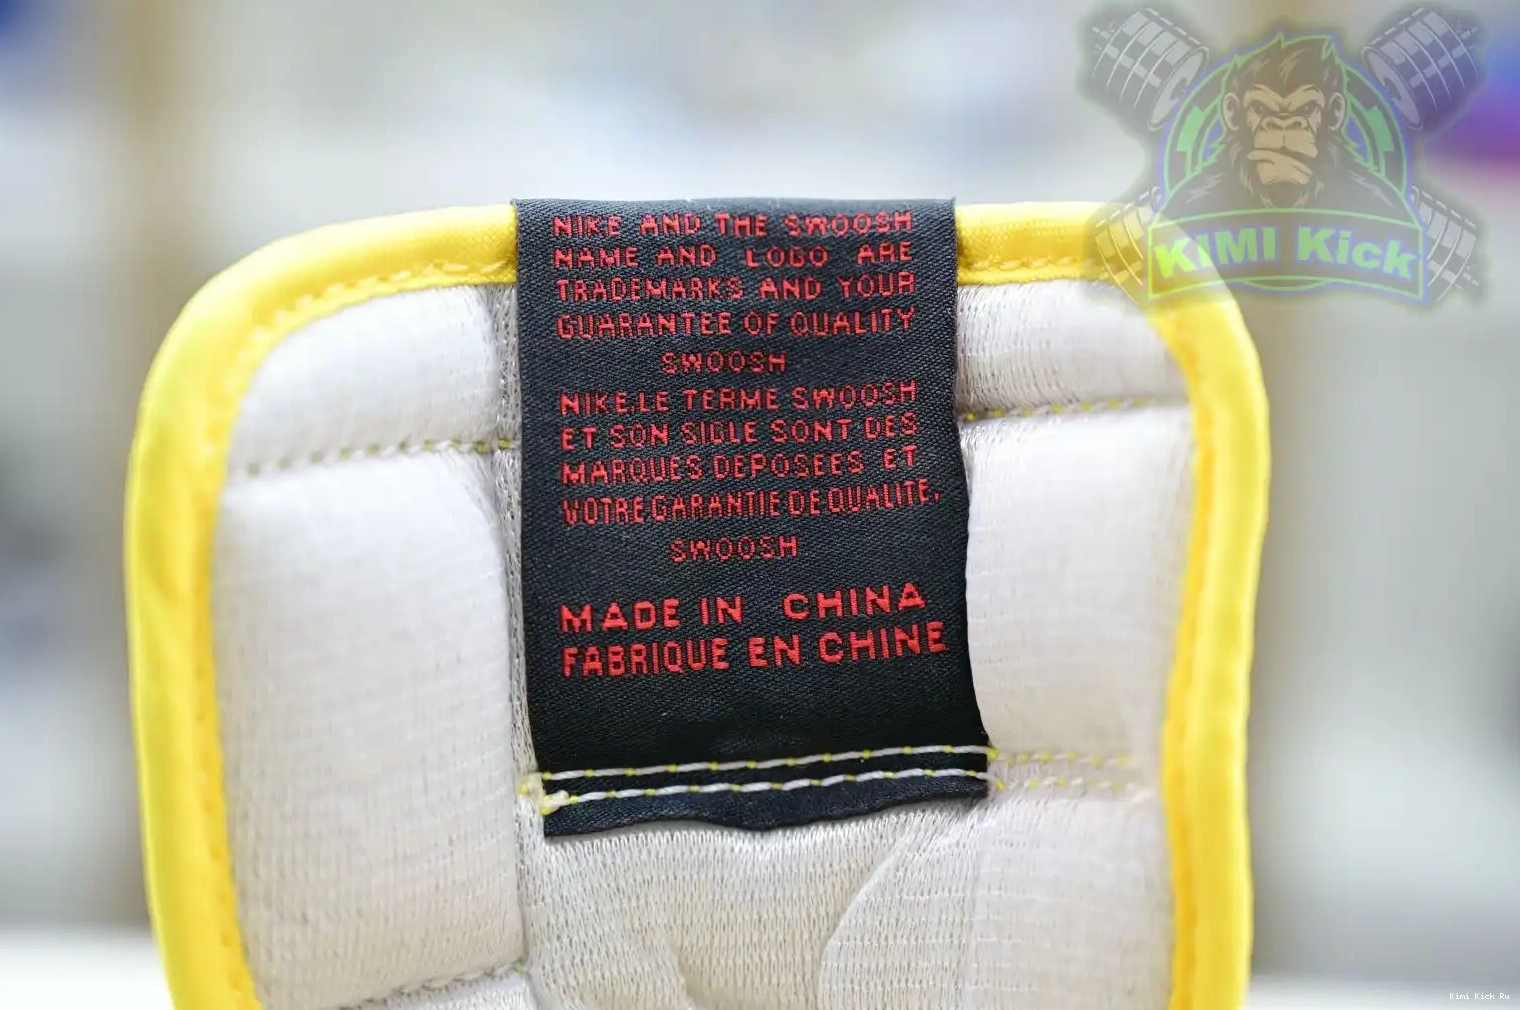 NIKE AND THE SWOOSH
NAME AND LOGO ARE
TRADEMARKS AND YOUR
GUARANTEE OF QUALITY
SWOOSH
NIKE,LE TERME SWOOSH
ET SON SIGLE SONT DES
MARQUES DEPOSEES ET
VOTRE GARANTIE DE QUALITE.
SWOOSH
MADE IN CHINA
FABRIQUE EN CHINE
KIMI Kick
Kimi Kick Ru